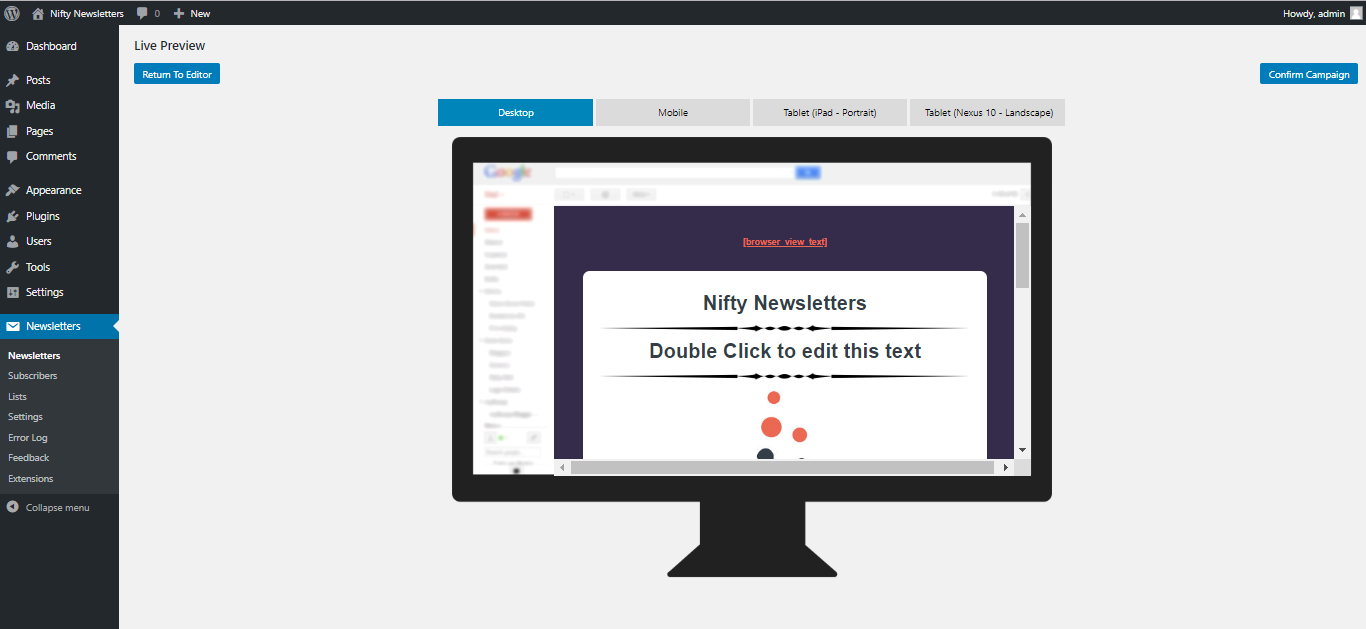 Nifty Newsletters 0 New Howdy, admin
Dashboard
Posts
Media
Pages
Comments
Appearance
Plugins
Users
Tools
Settings
Newsletters
Newsletters
Subscribers
Lists
Settings
Error Log
Feedback
Extensions
Collapse menu
Live Preview
Return To Editor
Confirm Campaign
Desktop Mobile Tablet (iPad - Portrait) Tablet (Nexus 10 - Landscape)
Google
[browser_view_text]
Nifty Newsletters
Double Click to edit this text